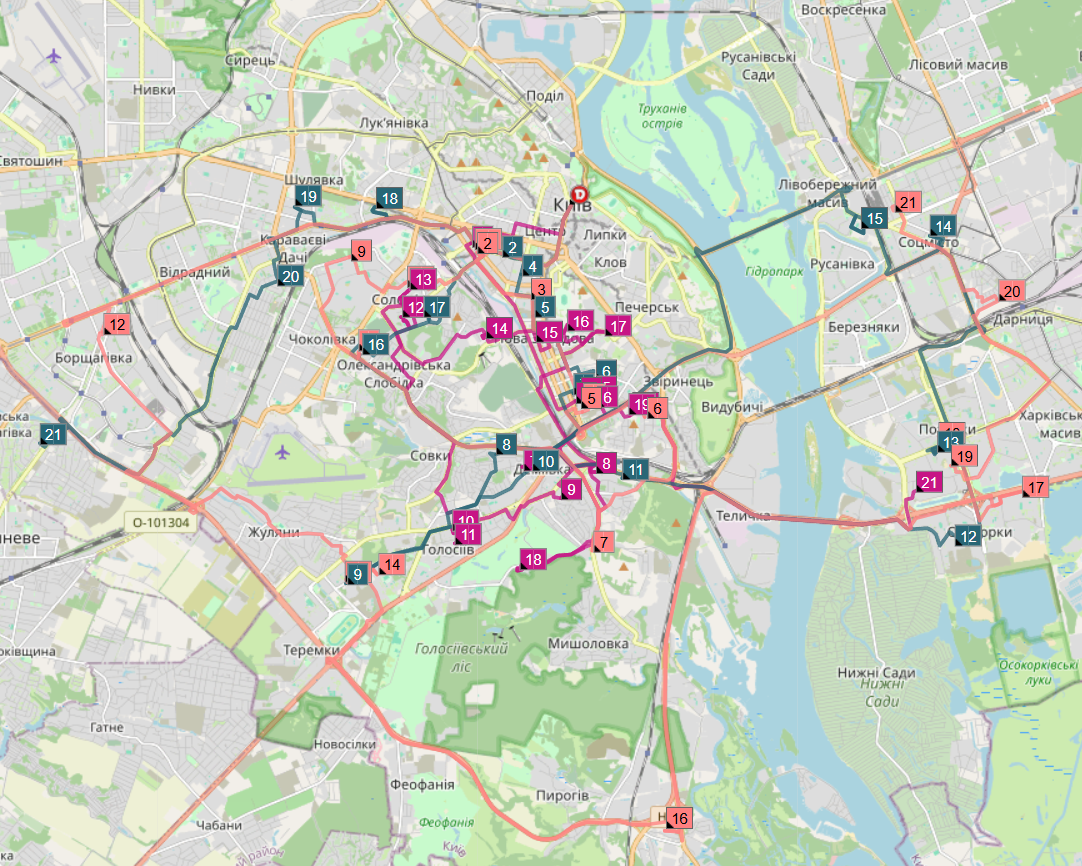 Воскресенка
Русанівські
Сади
Лісовий масив
Сирець
Нивки
Поділ
Труханів
острів
Лук'янівка
Святошин
Шулявка
Лівобережний
масив
19
18
D
Київ
21
15
14
Центр
Липки
Соцмісто
Караваєві
Дачі
9
2
2
Русанівка
Відрадний
20
4
Клов
Гідропарк
13
3
20
12
17
5
Печерськ
Дарниця
12
14
15
16
17
Березняки
Чоколівка
16
Олександрівська
Слобідка
Борщагівка
6
Звіринець
5
6
19
6
Видубичі
Харківськ
масив
21
8
13
Совки
10
8
11
19
9
21
17
О-101304
10
11
Теличка
12
Жуляни
Голосіїв
7
18
14
9
Теремки
Голосіївський
ліс
Мишоловка
Нижні Сади
Нижні
Сади
Осокорківські
луки
Гатне
Новосілки
Феофанія
Пирогів
16
Чабани
Феофанія
Київ